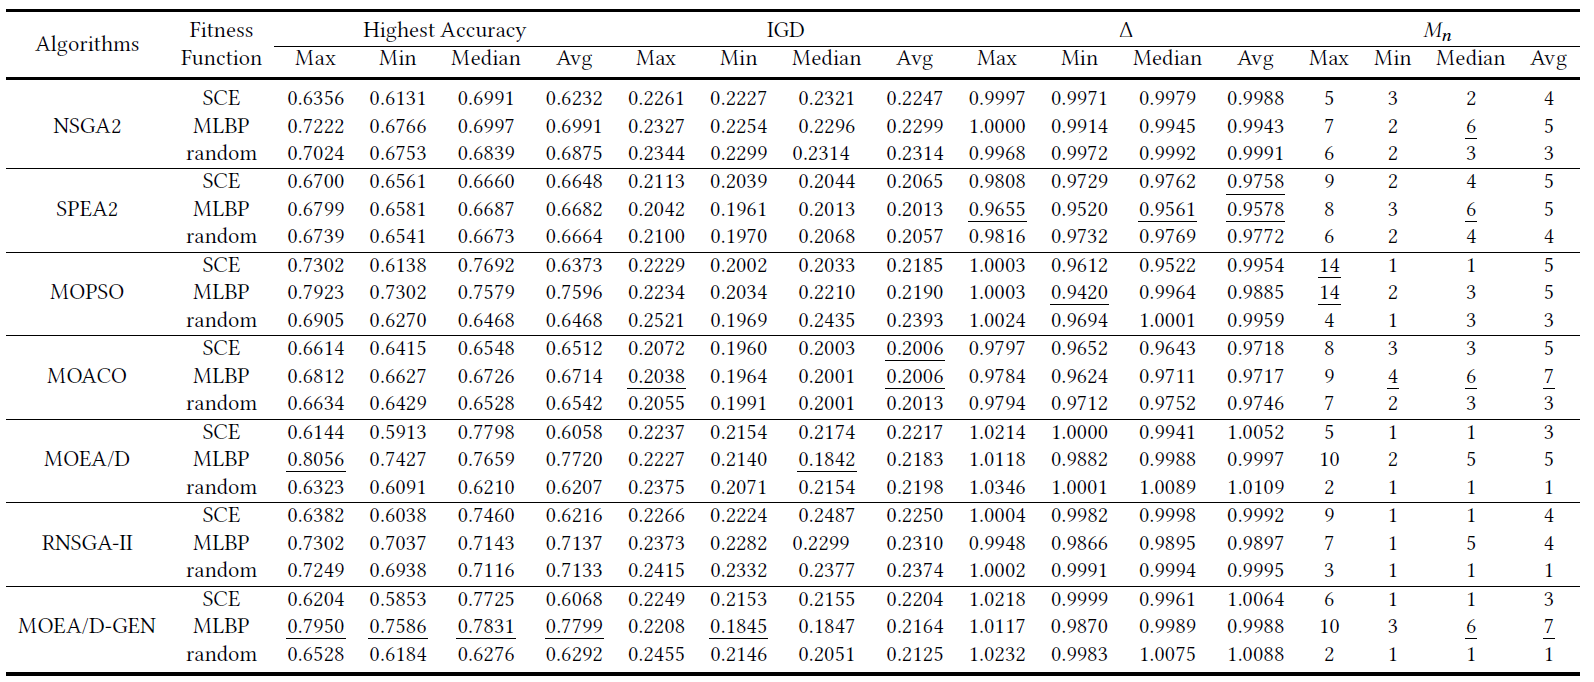 Algorithms Fitness Function Highest Accuracy IGD Δ Mn
Max Min Median Avg Max Min Median Avg Max Min Median Avg Max Min Median Avg
SCE 0.6356 0.6131 0.6991 0.6232 0.2261 0.2227 0.2321 0.2247 0.9997 0.9971 0.9979 0.9988 5 3 2 4
NSGA2 MLBP 0.7222 0.6766 0.6997 0.6991 0.2327 0.2254 0.2296 0.2299 1.0000 0.9914 0.9945 0.9943 7 2 6 5
random 0.7024 0.6753 0.6839 0.6875 0.2344 0.2299 0.2314 0.2314 0.9968 0.9972 0.9992 0.9991 6 2 3 3
SCE 0.6700 0.6561 0.6660 0.6648 0.2113 0.2039 0.2044 0.2065 0.9808 0.9729 0.9762 0.9758 9 2 4 5
SPEA2 MLBP 0.6799 0.6581 0.6687 0.6682 0.2042 0.1961 0.2013 0.2013 0.9655 0.9520 0.9561 0.9578 8 3 6 5
random 0.6739 0.6541 0.6673 0.6664 0.2100 0.1970 0.2068 0.2057 0.9816 0.9732 0.9769 0.9772 6 2 4 4
SCE 0.7302 0.6138 0.7692 0.6373 0.2229 0.2002 0.2033 0.2185 1.0003 0.9612 0.9522 0.9954 14 1 1 5
MOPSO MLBP 0.7923 0.7302 0.7579 0.7596 0.2234 0.2034 0.2210 0.2190 1.0003 0.9420 0.9964 0.9885 14 2 3 5
random 0.6905 0.6270 0.6468 0.6468 0.2521 0.1969 0.2435 0.2393 1.0024 0.9694 1.0001 0.9959 4 1 3 3
SCE 0.6614 0.6415 0.6548 0.6512 0.2072 0.1960 0.2003 0.2006 0.9797 0.9652 0.9643 0.9718 8 3 3 5
MOACO MLBP 0.6812 0.6627 0.6726 0.6714 0.2038 0.1964 0.2001 0.2006 0.9784 0.9624 0.9711 0.9717 9 4 6 7
random 0.6634 0.6429 0.6528 0.6542 0.2055 0.1991 0.2001 0.2013 0.9794 0.9712 0.9752 0.9746 7 2 3 3
SCE 0.6144 0.5913 0.7798 0.6058 0.2237 0.2154 0.2174 0.2217 1.0214 1.0000 0.9941 1.0052 5 1 1 3
MOEA/D MLBP 0.8056 0.7427 0.7659 0.7720 0.2227 0.2140 0.1842 0.2183 1.0118 0.9882 0.9988 0.9997 10 2 5 5
random 0.6323 0.6091 0.6210 0.6207 0.2375 0.2071 0.2154 0.2198 1.0346 1.0001 1.0089 1.0109 2 1 1 1
SCE 0.6382 0.6038 0.7460 0.6216 0.2266 0.2224 0.2487 0.2250 1.0004 0.9982 0.9998 0.9992 9 1 1 4
RNSGA-II MLBP 0.7302 0.7037 0.7143 0.7137 0.2373 0.2282 0.2299 0.2310 0.9948 0.9866 0.9895 0.9897 7 1 5 4
random 0.7249 0.6938 0.7116 0.7133 0.2415 0.2332 0.2377 0.2374 1.0002 0.9991 0.9994 0.9995 3 1 1 1
SCE 0.6204 0.5853 0.7725 0.6068 0.2249 0.2153 0.2155 0.2204 1.0218 0.9999 0.9961 1.0064 6 1 1 3
MOEA/D-GEN MLBP 0.7950 0.7586 0.7831 0.7799 0.2208 0.1845 0.1847 0.2164 1.0117 0.9870 0.9989 0.9988 10 3 6 7
random 0.6528 0.6184 0.6276 0.6292 0.2455 0.2146 0.2051 0.2125 1.0232 0.9983 1.0075 1.0088 2 1 1 1